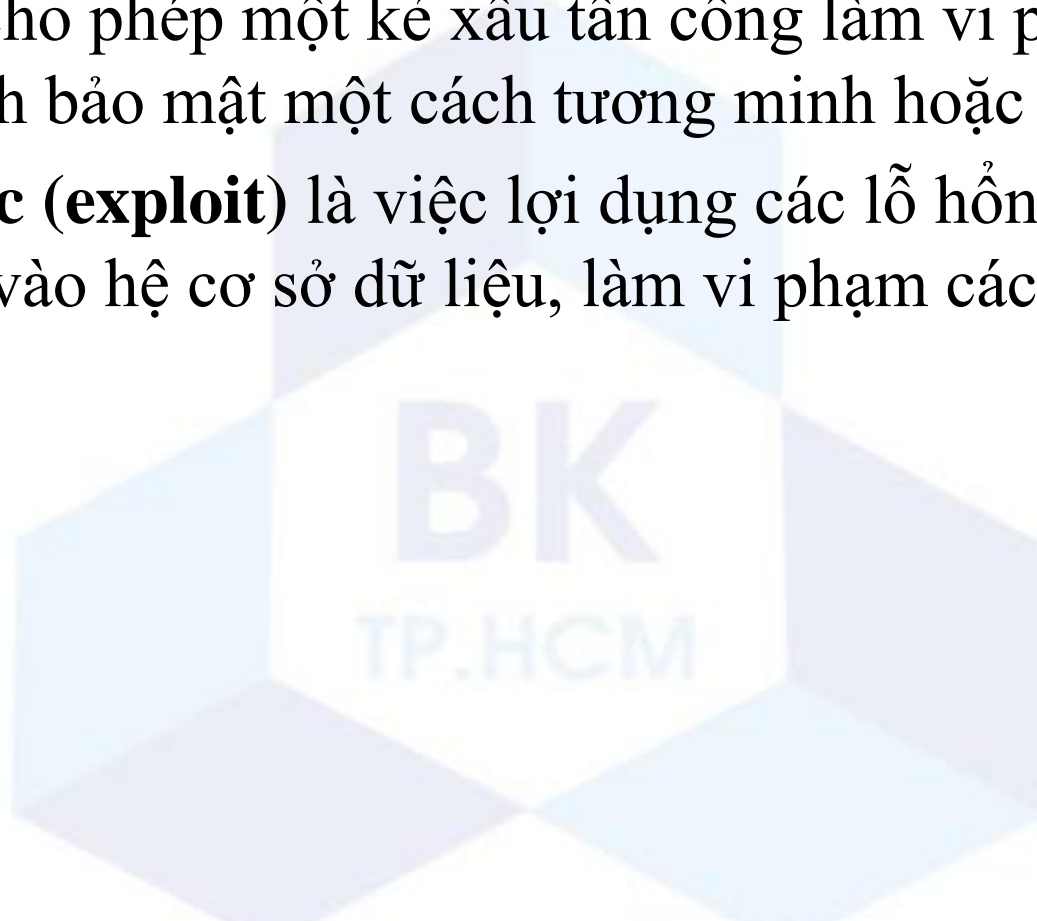 ho phép một kẻ xấu tấn công làm vi p
h bảo mật một cách tương minh hoặc
c (exploit) là việc lợi dụng các lỗ hổn
vào hệ cơ sở dữ liệu, làm vi phạm các
BK
TP.HCM